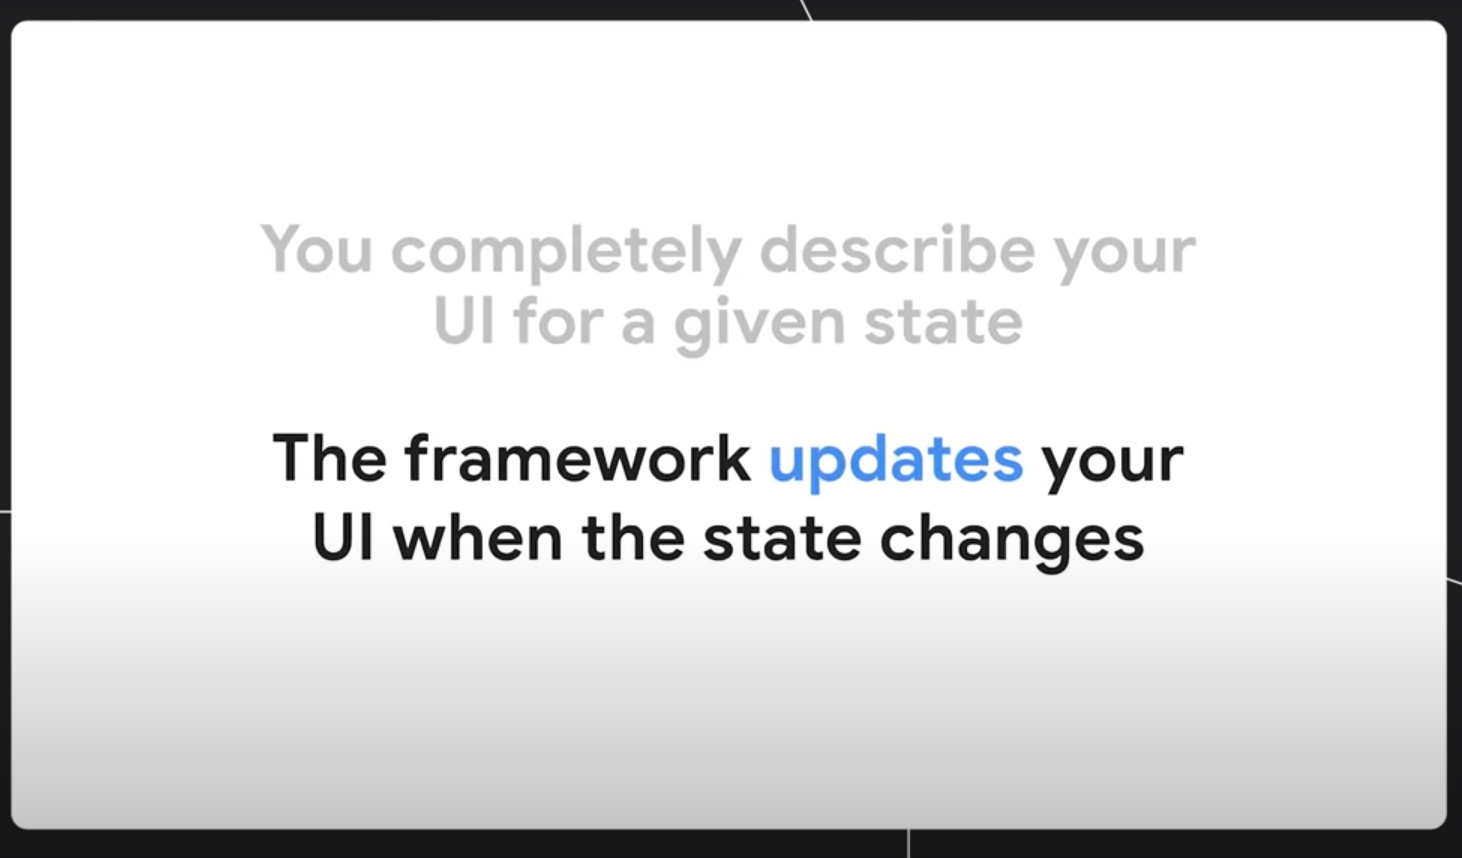 You completely describe your
UI for a given state
The framework updates your
UI when the state changes